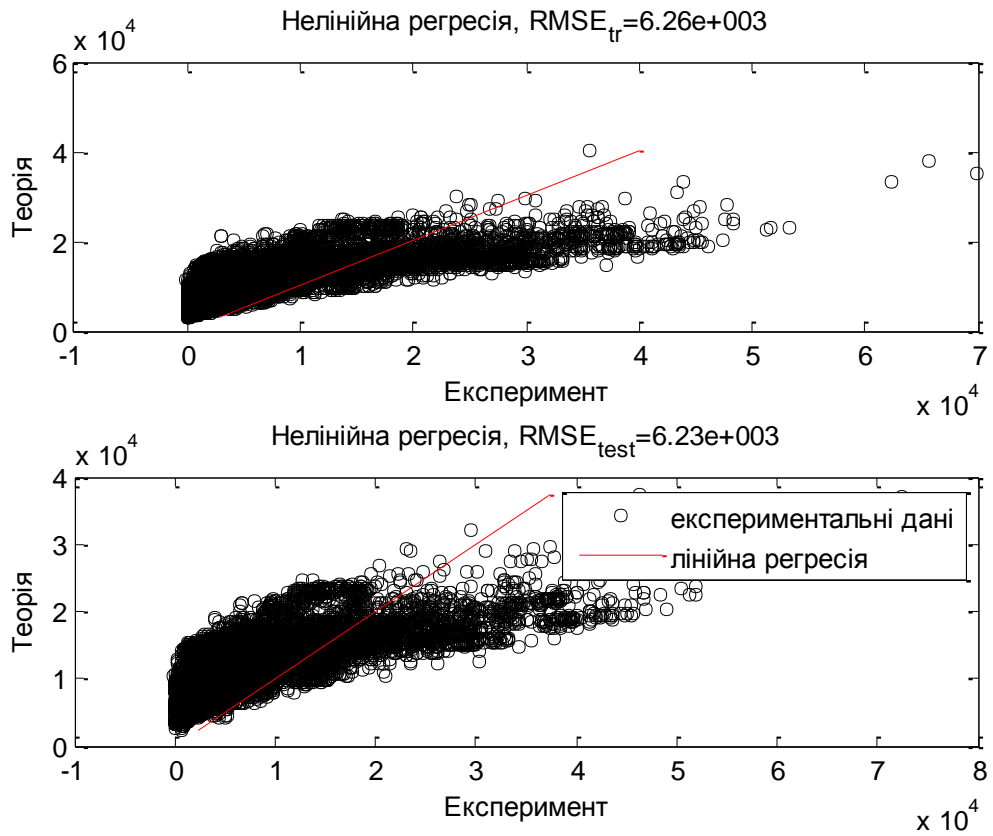 Нелінійна регресія, RMSE_tr=6.26e+003
x 10^4
6
4
2
0
Теорія
-1 0 1 2 3 4 5 6 7
Експеримент
x 10^4
Нелінійна регресія, RMSE_test=6.23e+003
x 10^4
4
3
2
1
0
Теорія
експериментальні дані
лінійна регресія
-1 0 1 2 3 4 5 6 7 8
Експеримент
x 10^4